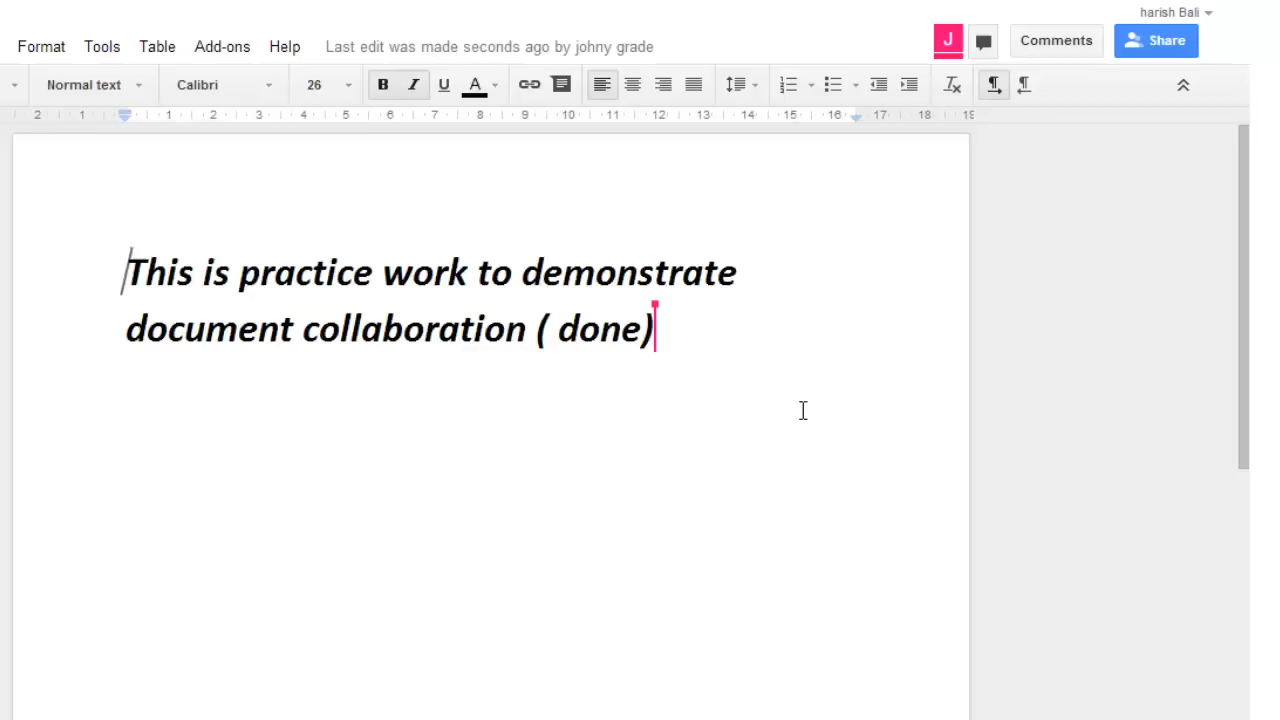 harish Bali
Format Tools Table Add-ons Help Last edit was made seconds ago by johny grade J Comments Share
Normal text Calibri 26 B I U A
2 1 1 2 3 4 5 6 7 8 9 10 11 12 13 14 15 16 17 18 19
This is practice work to demonstrate
document collaboration ( done)